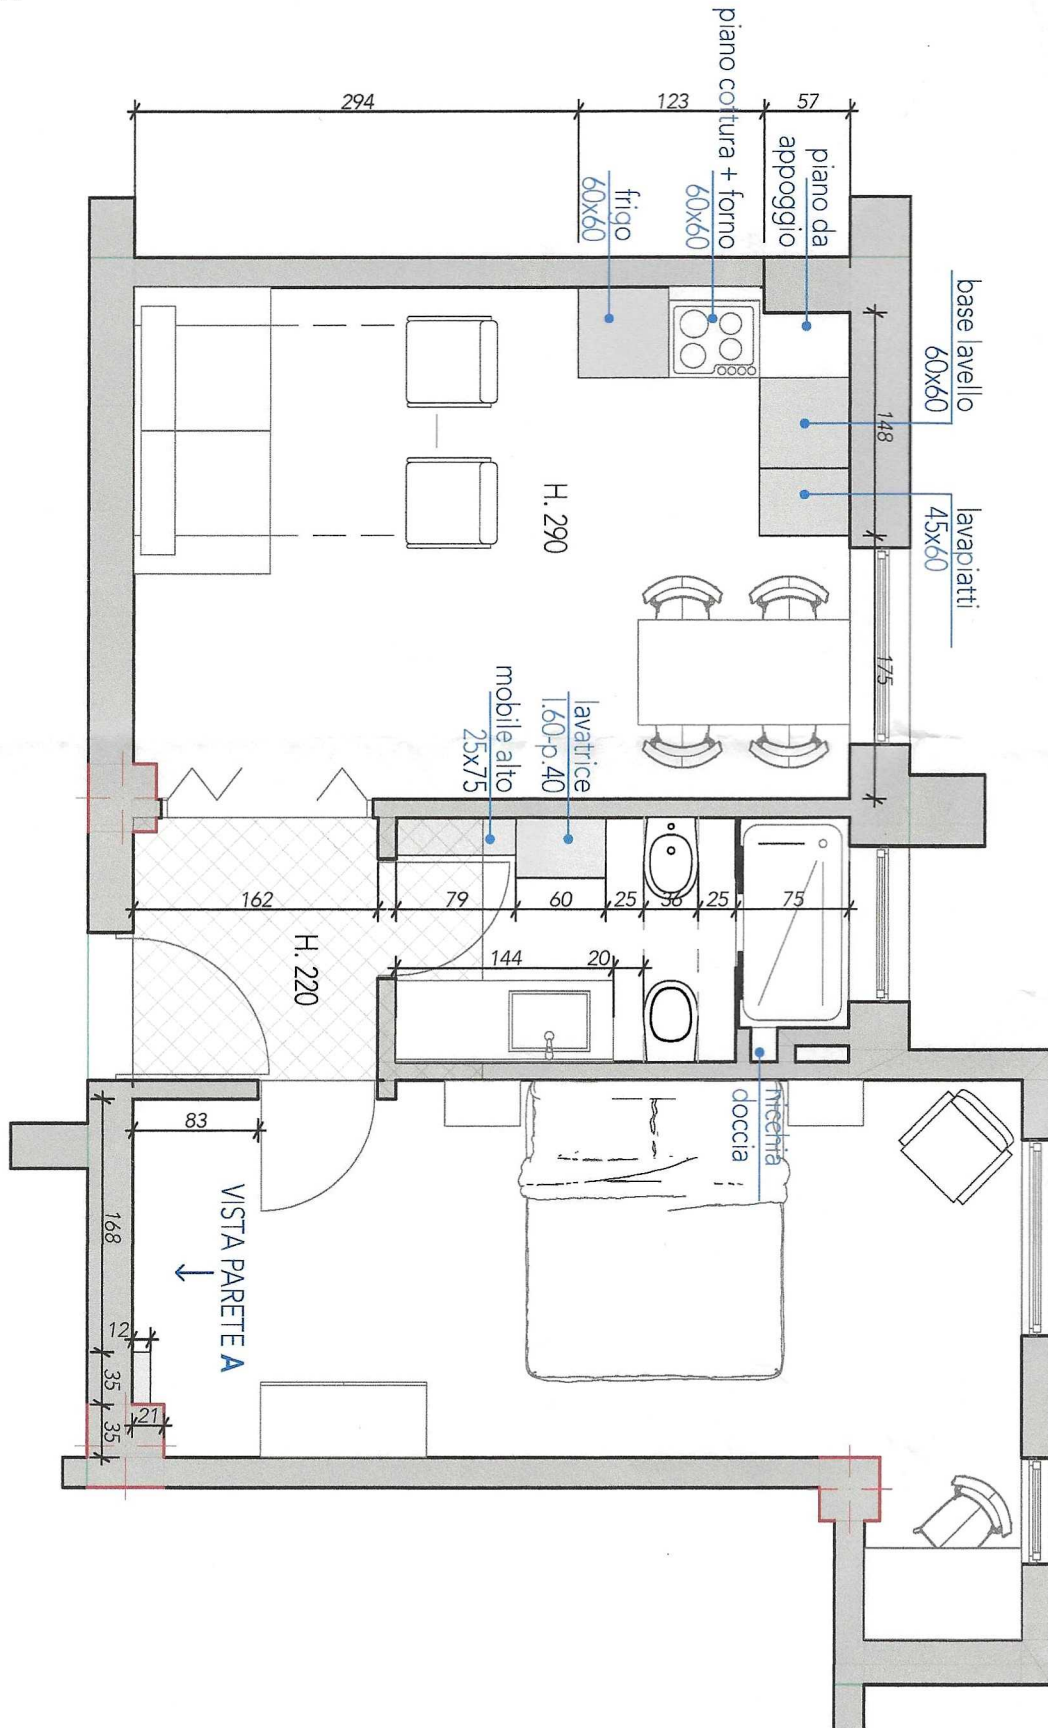 294
123
57
piano cottura + forno
60x60
piano da
appoggio
frigo
60x60
base lavello
60x60
148
lavapiatti
45x60
H. 290
175
lavatrice
l.60-p.40
mobile alto
25x75
162
79
60
25
36
25
75
H. 220
144
20
nicchia
doccia
83
VISTA PARETE A
168
12
35
21
35